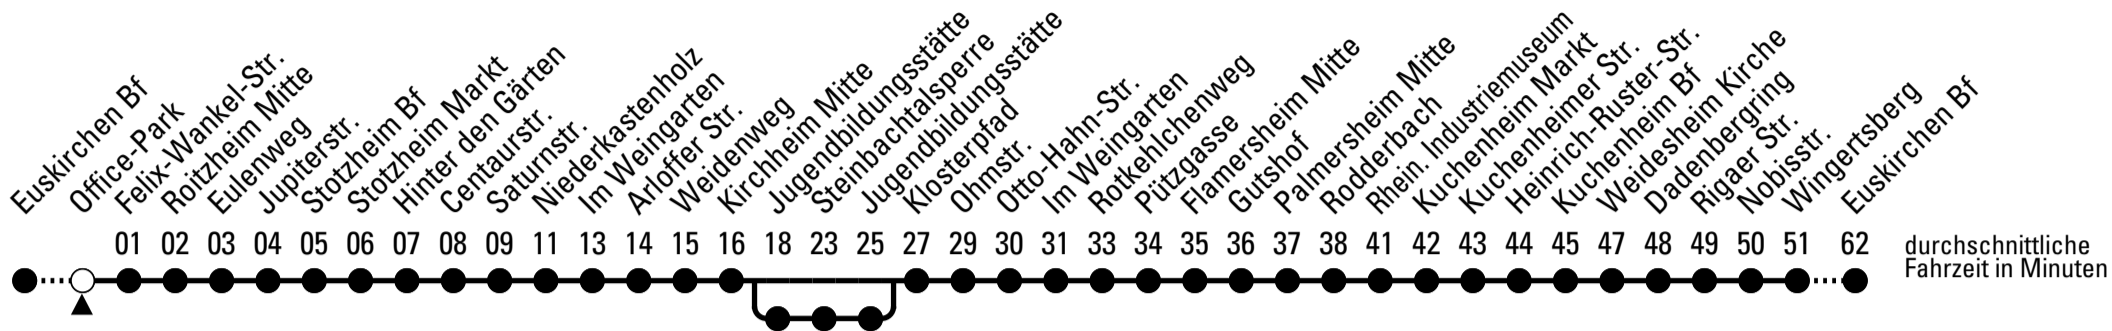 Euskirchen Bf
Office-Park
Felix-Wankel-Str.
Roitzheim Mitte
Eulenweg
Jupiterstr.
Stotzheim Bf
Stotzheim Markt
Hinter den Gärten
Centaurstr.
Saturnstr.
Niederkastenholz
Im Weingarten
Arloffer Str.
Weidenweg
Kirchheim Mitte
Jugendbildungsstätte
Steinbachtalsperre
Jugendbildungsstätte
Klosterpfad
Ohmstr.
Otto-Hahn-Str.
Im Weingarten
Rotkehlchenweg
Pützgasse
Flamersheim Mitte
Gutshof
Palmersheim Mitte
Rodderbach
Rhein. Industriemuseum
Kuchenheim Markt
Kuchenheimer Str.
Heinrich-Ruster-Str.
Kuchenheim Bf
Weidesheim Kirche
Dadenbergring
Rigaer Str.
Nobisstr.
Wingertsberg
Euskirchen Bf
01 02 03 04 05 06 07 08 09 11 13 14 15 16 18 23 25 27 29 30 31 33 34 35 36 37 38 41 42 43 44 45 47 48 49 50 51 62
durchschnittliche
Fahrzeit in Minuten